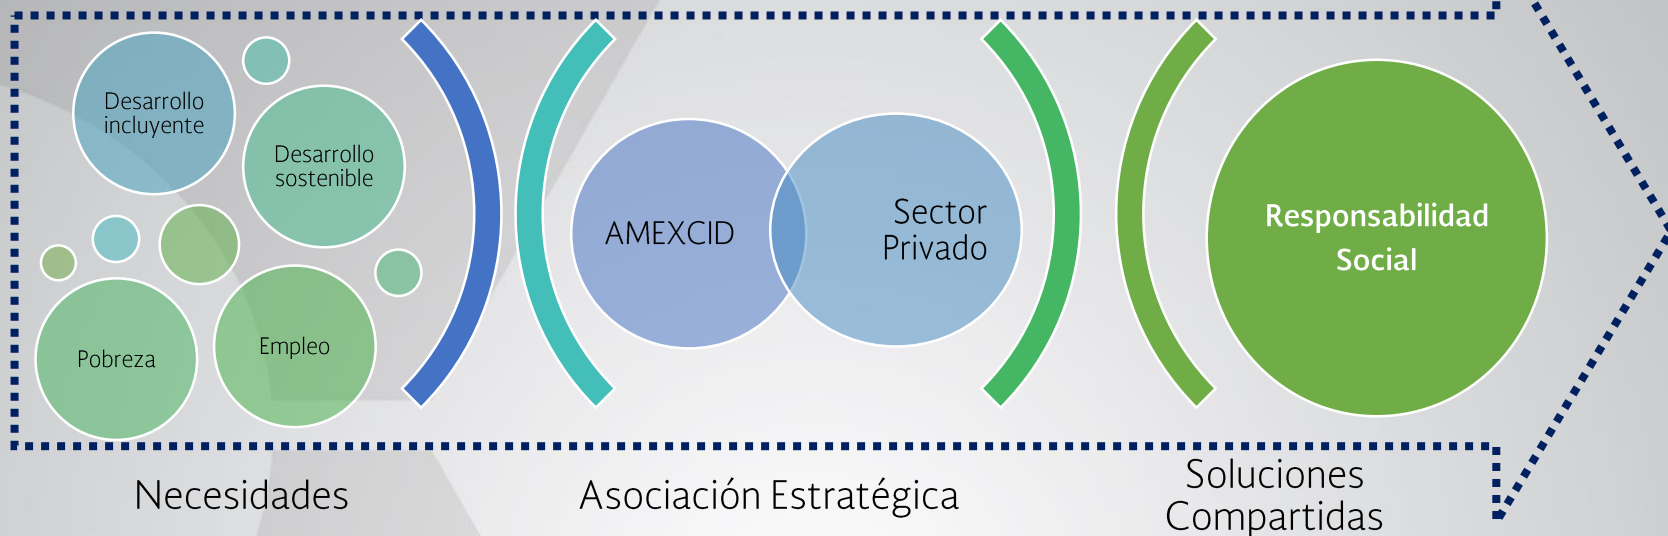 Desarrollo
incluyente
Desarrollo
sostenible
Pobreza
Empleo
AMEXCID
Sector
Privado
Responsabilidad
Social
Necesidades
Asociación Estratégica
Soluciones
Compartidas